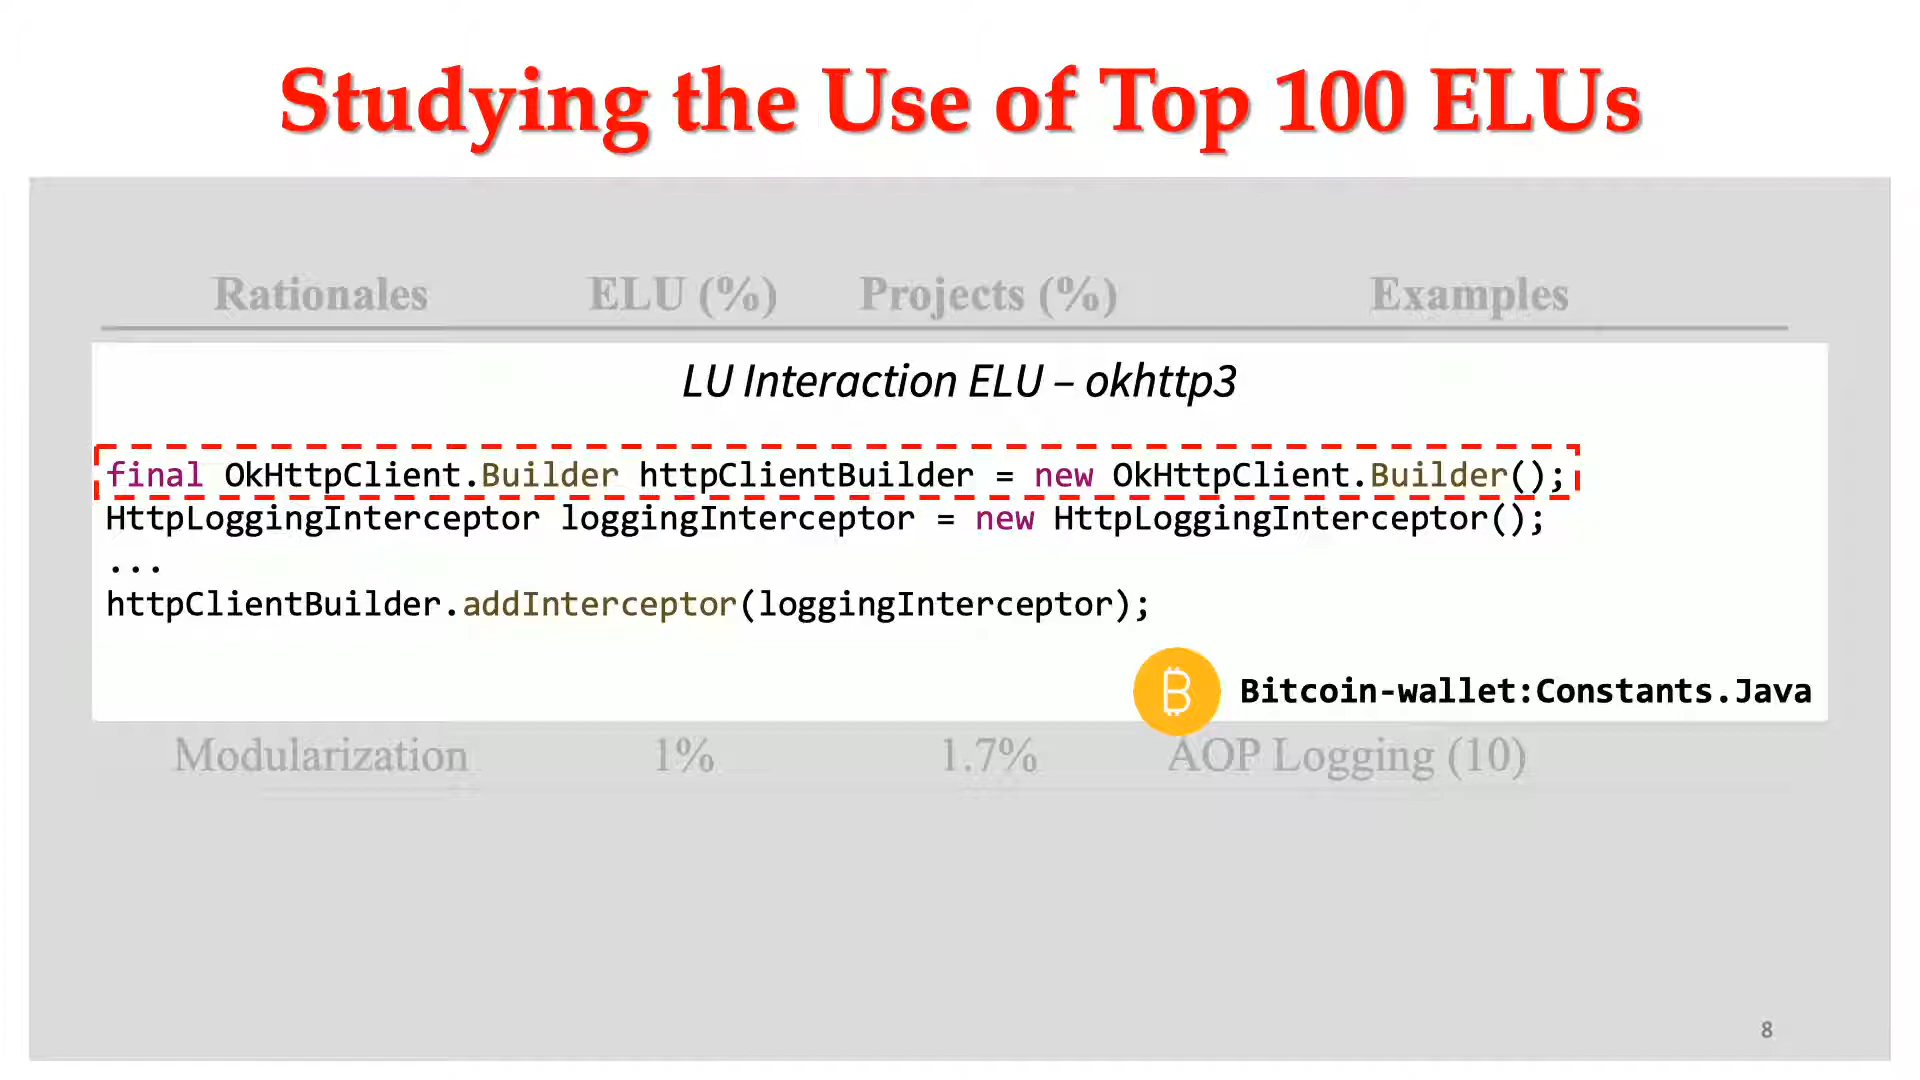 Studying the Use of Top 100 ELUs
Rationales ELU (%) Projects (%) Examples
LU Interaction ELU – okhttp3
final OkHttpClient.Builder httpClientBuilder = new OkHttpClient.Builder();
HttpLoggingInterceptor loggingInterceptor = new HttpLoggingInterceptor();
...
httpClientBuilder.addInterceptor(loggingInterceptor);
Bitcoin-wallet:Constants.Java
Modularization 1% 1.7% AOP Logging (10)
8